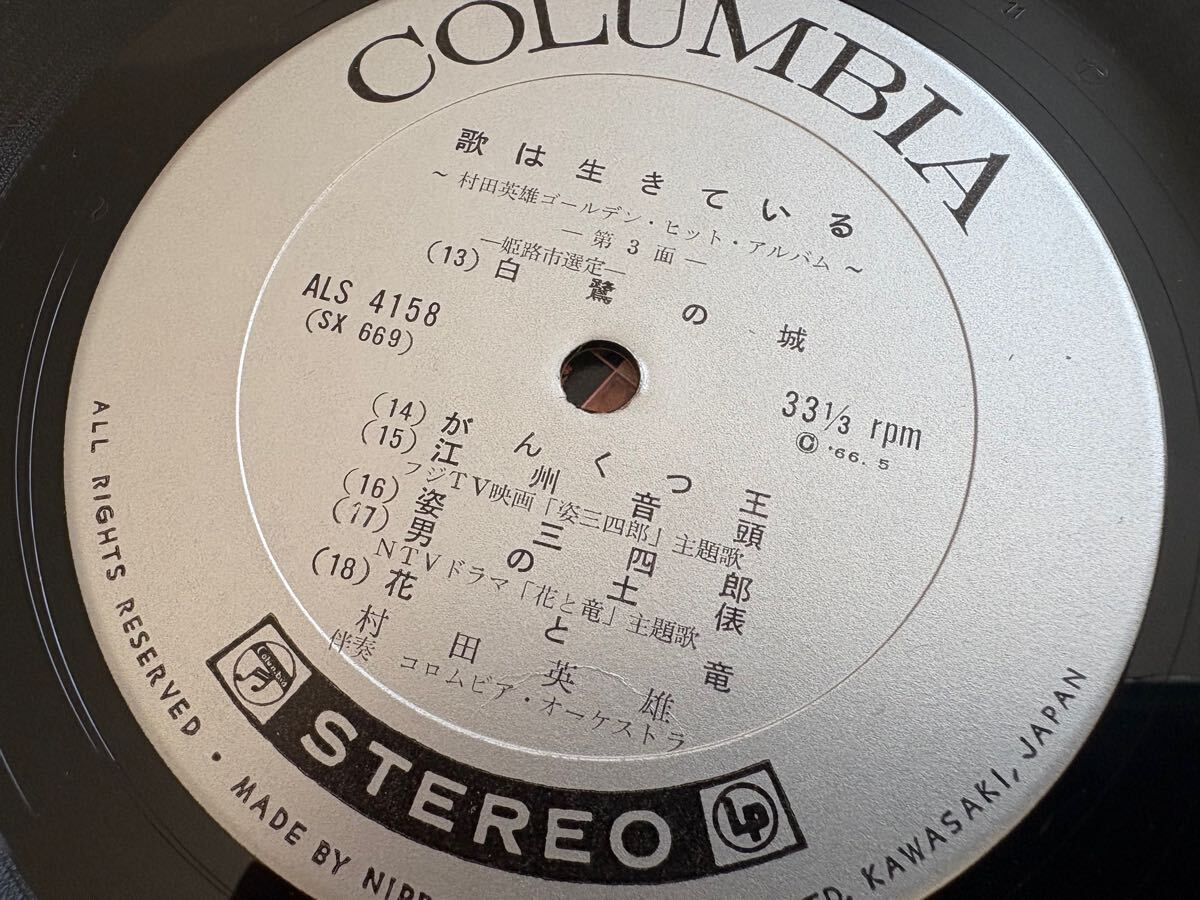 COLUMBIA
歌は生きている
~ 村田英雄ゴールデン・ヒット・アルバム ~
— 第3面 —
—姫路市選定—
(13) 白鷺の城
ALS 4158
(SX 669)
33 1/3 rpm
© '66. 5
(14) がんくつ王
(15) 江州音頭
フジTV映画「姿三四郎」主題歌
(16) 姿三四郎
(17) 男の土俵
NTVドラマ「花と竜」主題歌
(18) 花と竜
村田英雄
伴奏 コロムビア・オーケストラ
Columbia
STEREO
LP
ALL RIGHTS RESERVED • MADE BY
KAWASAKI, JAPAN